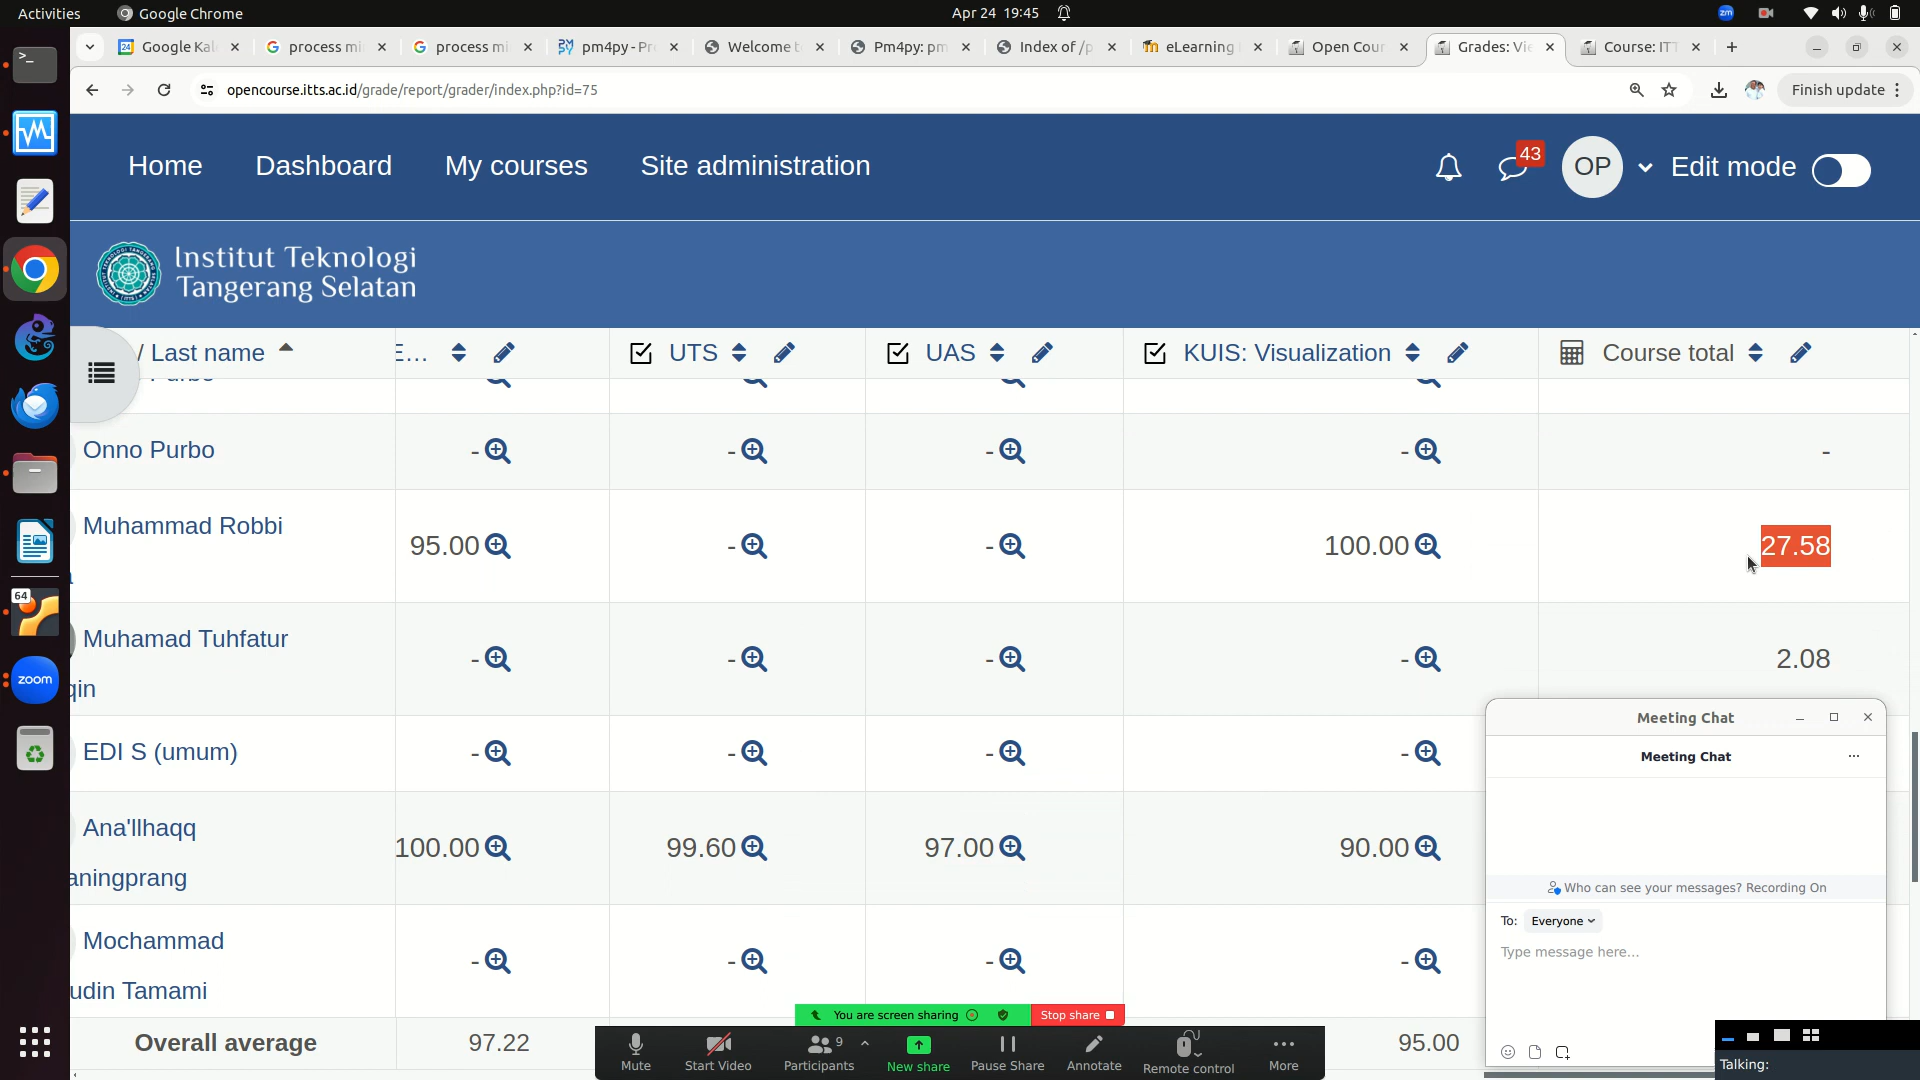 Activities
Google Chrome
Apr 24 19:45
zm
Google Kal
process mi
process mi
pm4py - Pr
Welcome t
Pm4py: pm
Index of /p
eLearning
Open Cour
Grades: Vie
Course: ITT
opencourse.itts.ac.id/grade/report/grader/index.php?id=75
Finish update
Home
Dashboard
My courses
Site administration
43
OP
Edit mode
Institut Teknologi
Tangerang Selatan
/ Last name
E...
UTS
UAS
KUIS: Visualization
Course total
Onno Purbo
-
-
-
-
-
Muhammad Robbi
95.00
-
-
100.00
27.58
Muhamad Tuhfatur
qin
-
-
-
-
2.08
EDI S (umum)
-
-
-
-
Ana'llhaqq
aningprang
100.00
99.60
97.00
90.00
Mochammad
udin Tamami
-
-
-
-
Overall average
97.22
95.00
64
zoom
Meeting Chat
Meeting Chat
Who can see your messages? Recording On
To:
Everyone
Type message here...
You are screen sharing
Stop share
Mute
Start Video
Participants
9
New share
Pause Share
Annotate
Remote control
More
Talking: